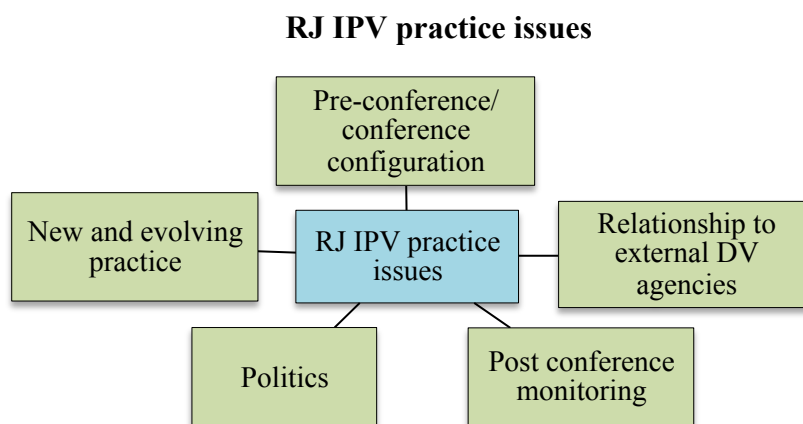 RJ IPV practice issues
Pre-conference/
conference
configuration
New and evolving
practice
RJ IPV practice
issues
Relationship to
external DV
agencies
Politics
Post conference
monitoring